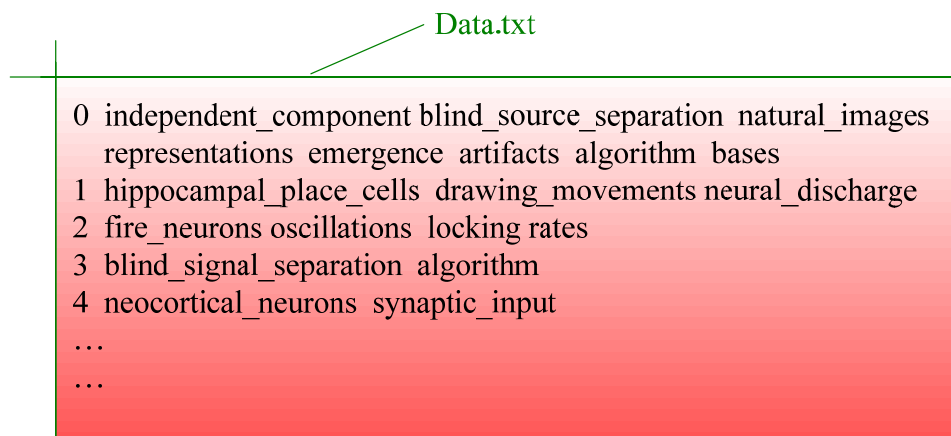 Data.txt
0 independent_component blind_source_separation natural_images
representations emergence artifacts algorithm bases
1 hippocampal_place_cells drawing_movements neural_discharge
2 fire_neurons oscillations locking rates
3 blind_signal_separation algorithm
4 neocortical_neurons synaptic_input
…
…